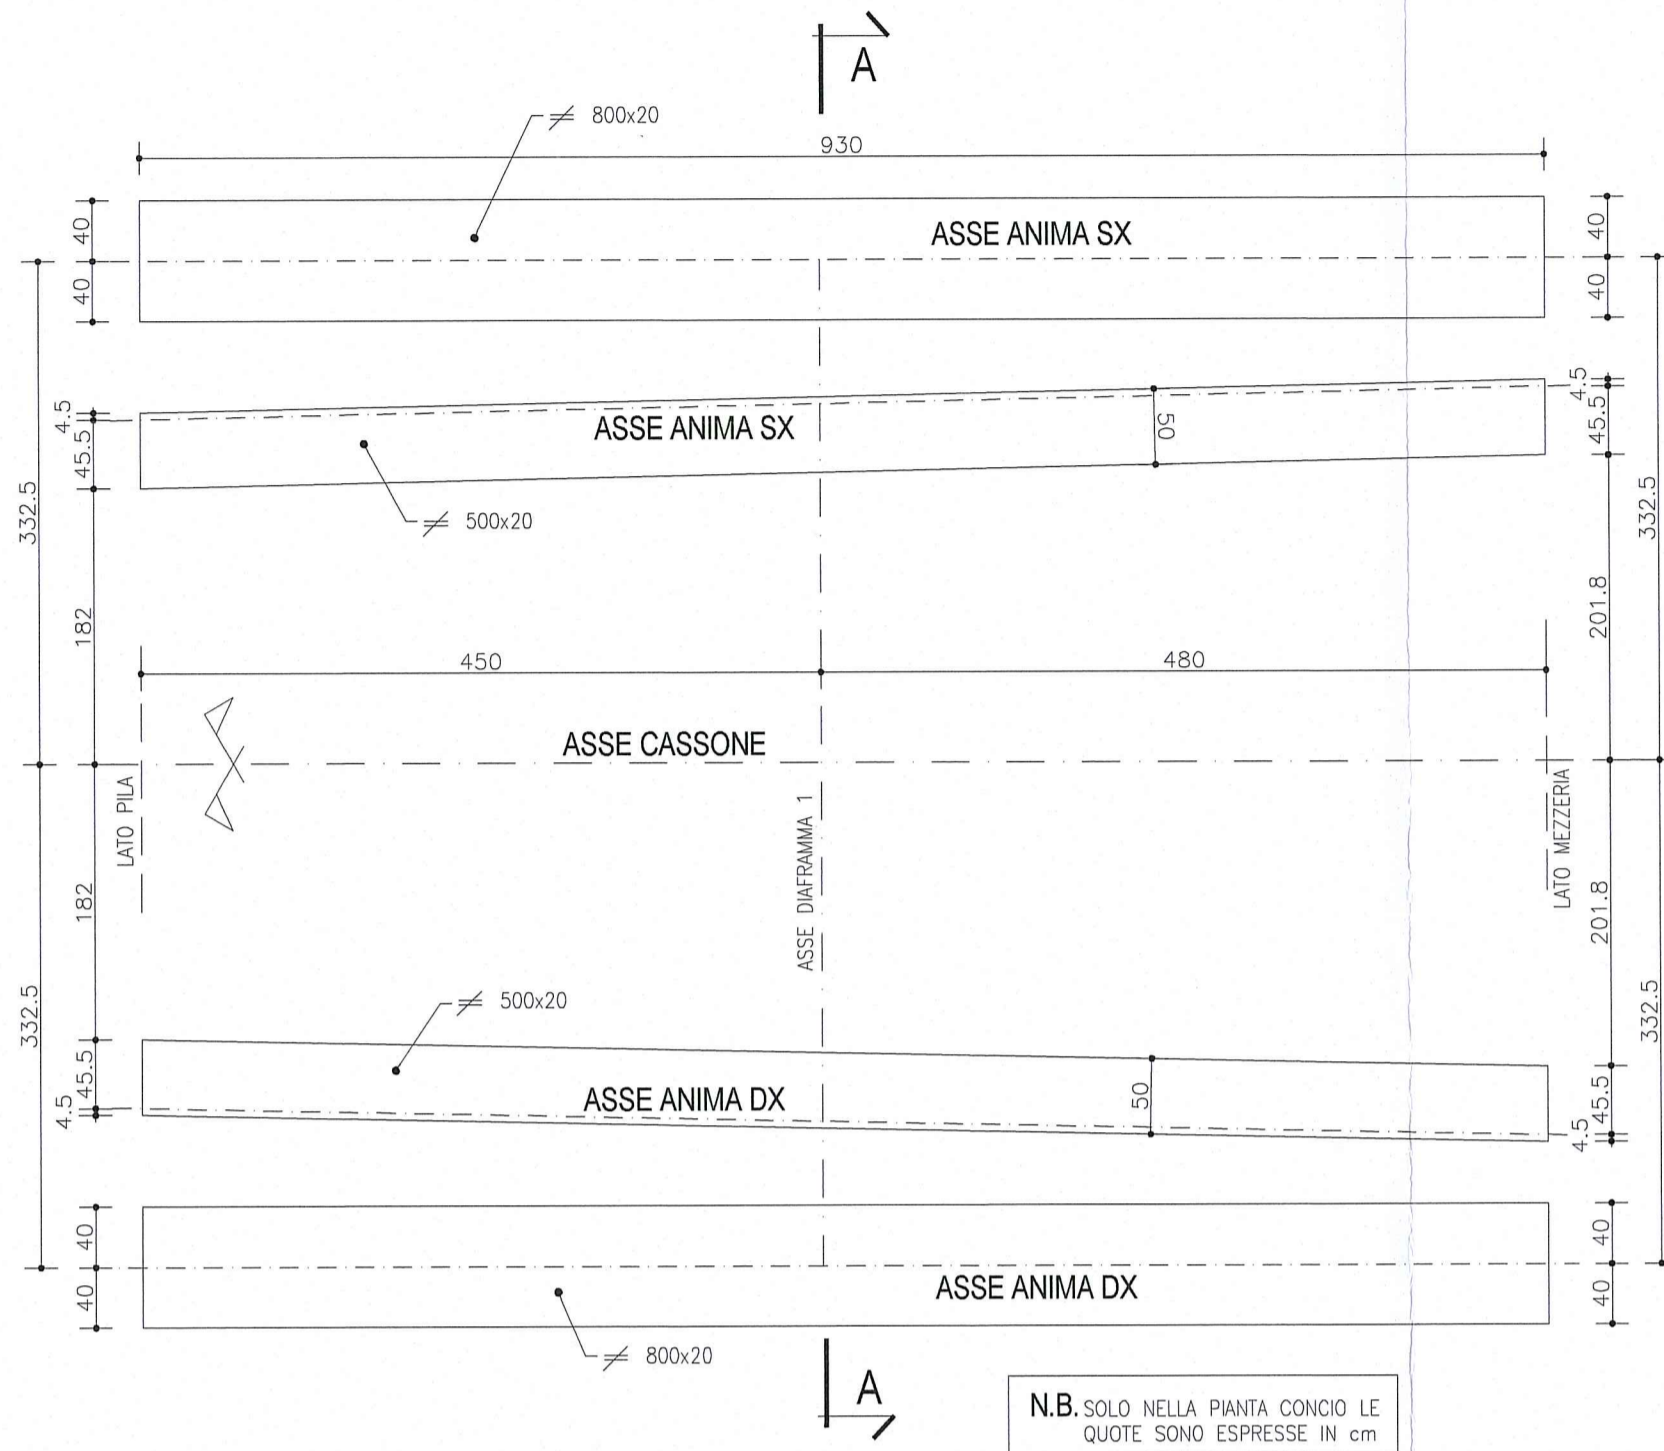 A
≠ 800x20
930
40
ASSE ANIMA SX
40
40
40
4.5
4.5
45.5
ASSE ANIMA SX
50
45.5
≠ 500x20
332.5
332.5
182
201.8
450
480
ASSE CASSONE
LATO PILA
ASSE DIAFRAMMA 1
LATO MEZZERIA
182
201.8
332.5
≠ 500x20
332.5
45.5
ASSE ANIMA DX
50
45.5
4.5
4.5
40
40
40
ASSE ANIMA DX
40
≠ 800x20
A
N.B. SOLO NELLA PIANTA CONCIO LE
QUOTE SONO ESPRESSE IN cm